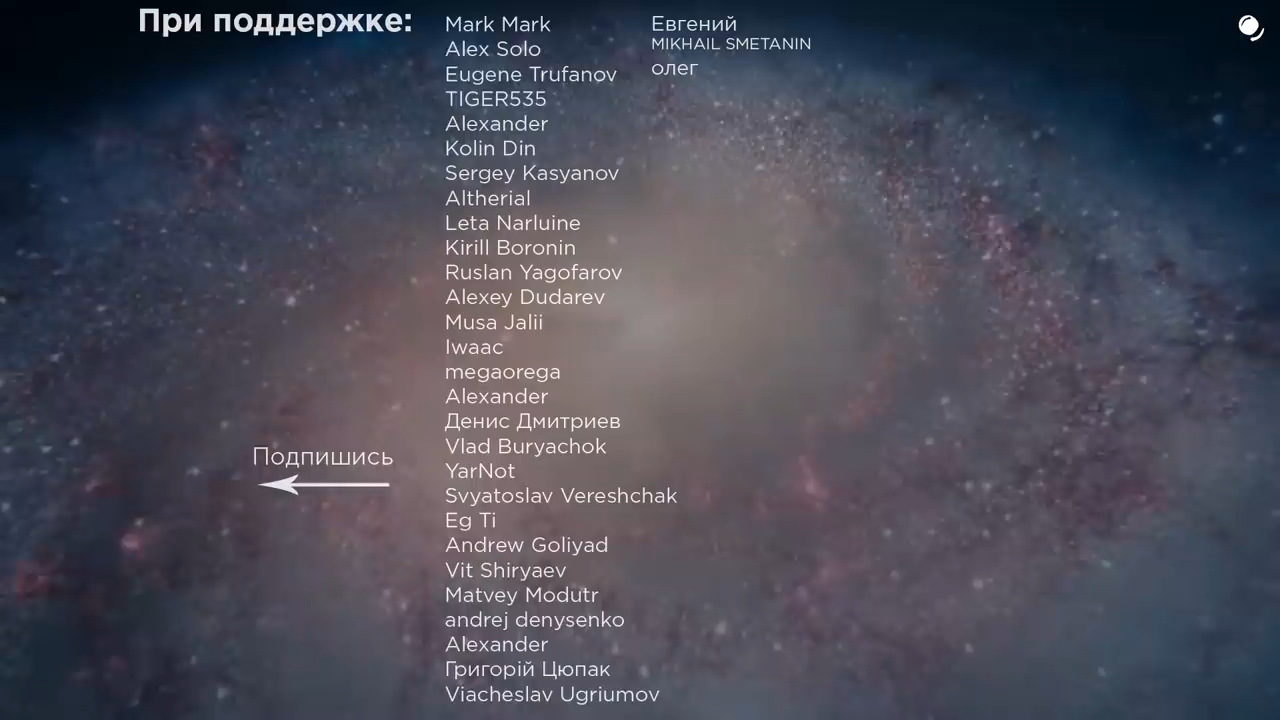 При поддержке:
Mark Mark
Alex Solo
Eugene Trufanov
TIGER535
Alexander
Kolin Din
Sergey Kasyanov
Altherial
Leta Narluine
Kirill Boronin
Ruslan Yagofarov
Alexey Dudarev
Musa Jalii
Iwaac
megaorega
Alexander
Денис Дмитриев
Vlad Buryachok
YarNot
Svyatoslav Vereshchak
Eg Ti
Andrew Goliyad
Vit Shiryaev
Matvey Modutr
andrej denysenko
Alexander
Григорій Цюпак
Viacheslav Ugriumov
Евгений
MIKHAIL SMETANIN
олег
Подпишись